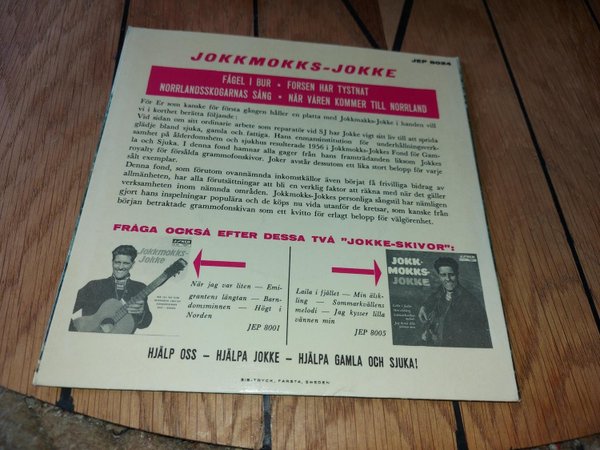 JOKKMOKKS-JOKKE
JEP 8024
FÅGEL I BUR • FORSEN HAR TYSTNAT
NORRLANDSSKOGARNAS SÅNG • NÄR VÅREN KOMMER TILL NORRLAND
För Er som kanske för första gången håller en platta med Jokkmokks-Jokke i handen vill
vi i korthet berätta följande:
Vid sidan om sitt ordinarie arbete som reparatör vid SJ har Jokke vigt sitt liv till att sprida
glädje bland sjuka, gamla och fattiga. Hans enmansinstitution för underhållningsverk-
samhet på ålderdomshem och sjukhus resulterade 1956 i Jokkmokks-Jokkes Fond för Gam-
la och Sjuka. I denna fond hamnar alla gager från hans framträdanden liksom Jokkes
royalty för försålda grammofonskivor. Joker avstår dessutom ett lika stort belopp för varje
sålt exemplar.
Denna fond, som förutom ovannämnda inkomstkällor även börjat få frivilliga bidrag av
allmänheten, har alla förutsättningar att bli en verklig faktor att räkna med när det gäller
verksamheten inom nämnda områden. Jokkmokks-Jokkes personliga sångstil har nämligen
gjort hans inspelningar populära och de köps nu vida utanför de kretsar, som kanske från
början betraktade grammofonskivan som ett kvitto för erlagt belopp för välgörenhet.
FRÅGA OCKSÅ EFTER DESSA TVÅ "JOKKE-SKIVOR":
Jokkmokks-
Jokke
När jag var liten — Emi-
grantens längtan — Barn-
domsminnen — Högt i
Norden
JEP 8001
Laila i fjället — Min älsk-
ling — Sommarkvällens
melodi — Jag kysser lilla
vännen min
JEP 8005
JOKK-
MOKKS-
JOKKE
HJÄLP OSS — HJÄLPA JOKKE — HJÄLPA GAMLA OCH SJUKA!
SIB-TRYCK, FARSTA, SWEDEN